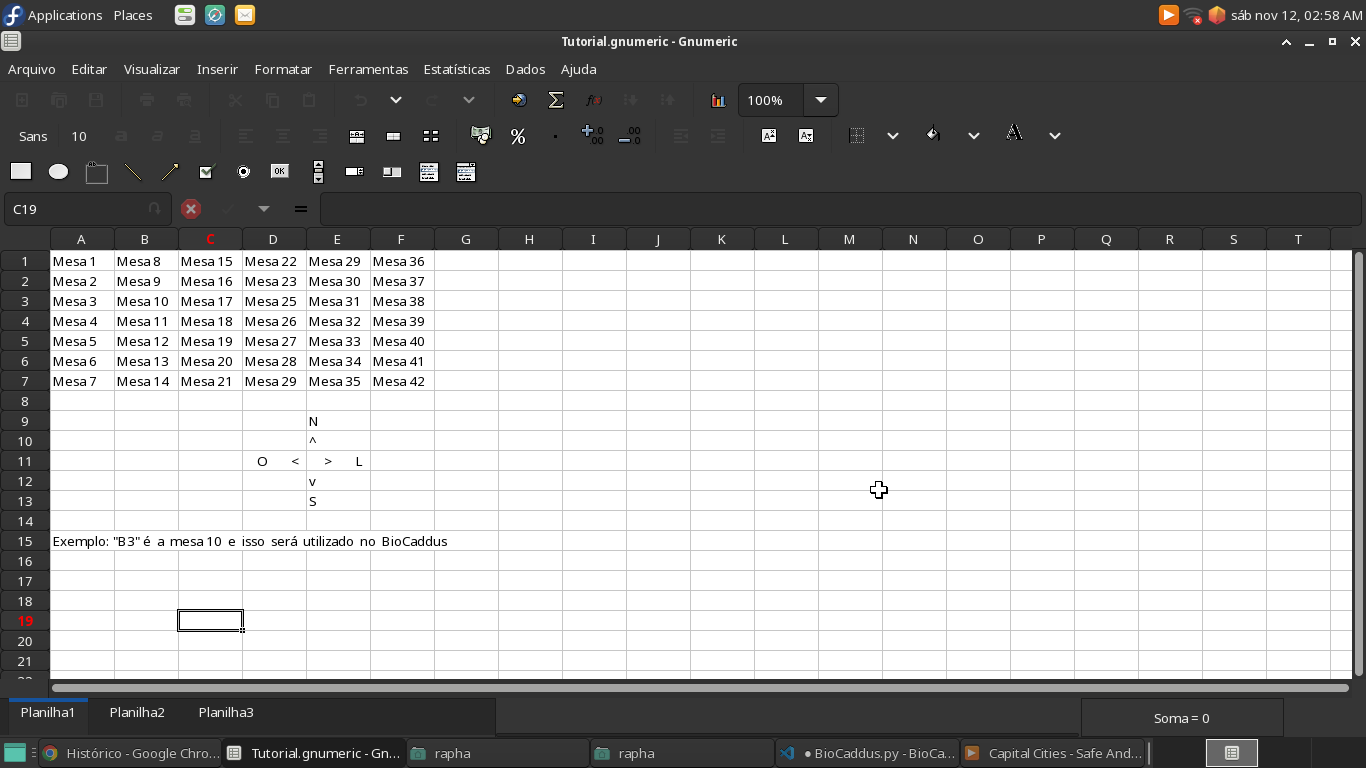 Applications Places sáb nov 12, 02:58 AM
Tutorial.gnumeric - Gnumeric
Arquivo Editar Visualizar Inserir Formatar Ferramentas Estatísticas Dados Ajuda
100%
Sans 10 a a a % +0 .00 .00 A A A
OK
C19 =
A B C D E F G H I J K L M N O P Q R S T
1 Mesa 1 Mesa 8 Mesa 15 Mesa 22 Mesa 29 Mesa 36
2 Mesa 2 Mesa 9 Mesa 16 Mesa 23 Mesa 30 Mesa 37
3 Mesa 3 Mesa 10 Mesa 17 Mesa 25 Mesa 31 Mesa 38
4 Mesa 4 Mesa 11 Mesa 18 Mesa 26 Mesa 32 Mesa 39
5 Mesa 5 Mesa 12 Mesa 19 Mesa 27 Mesa 33 Mesa 40
6 Mesa 6 Mesa 13 Mesa 20 Mesa 28 Mesa 34 Mesa 41
7 Mesa 7 Mesa 14 Mesa 21 Mesa 29 Mesa 35 Mesa 42
8
9 N
10 ^
11 O < > L
12 v
13 S
14
15 Exemplo: "B3" é a mesa 10 e isso será utilizado no BioCaddus
16
17
18
19
20
21
Planilha1 Planilha2 Planilha3 Soma = 0
Histórico - Google Chro... Tutorial.gnumeric - Gn... rapha rapha ● BioCaddus.py - BioCa... Capital Cities - Safe And...